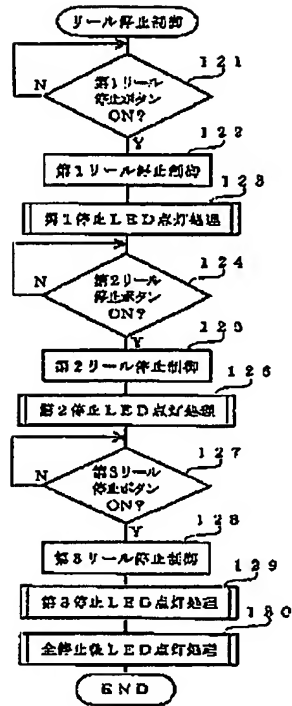 リール停止制御
121
第1リール
停止ボタン
ON?
N
Y
122
第1リール停止制御
123
第1停止LED点灯処理
124
第2リール
停止ボタン
ON?
N
Y
125
第2リール停止制御
126
第2停止LED点灯処理
127
第3リール
停止ボタン
ON?
N
Y
128
第3リール停止制御
129
第3停止LED点灯処理
130
全停止後LED点灯処理
END